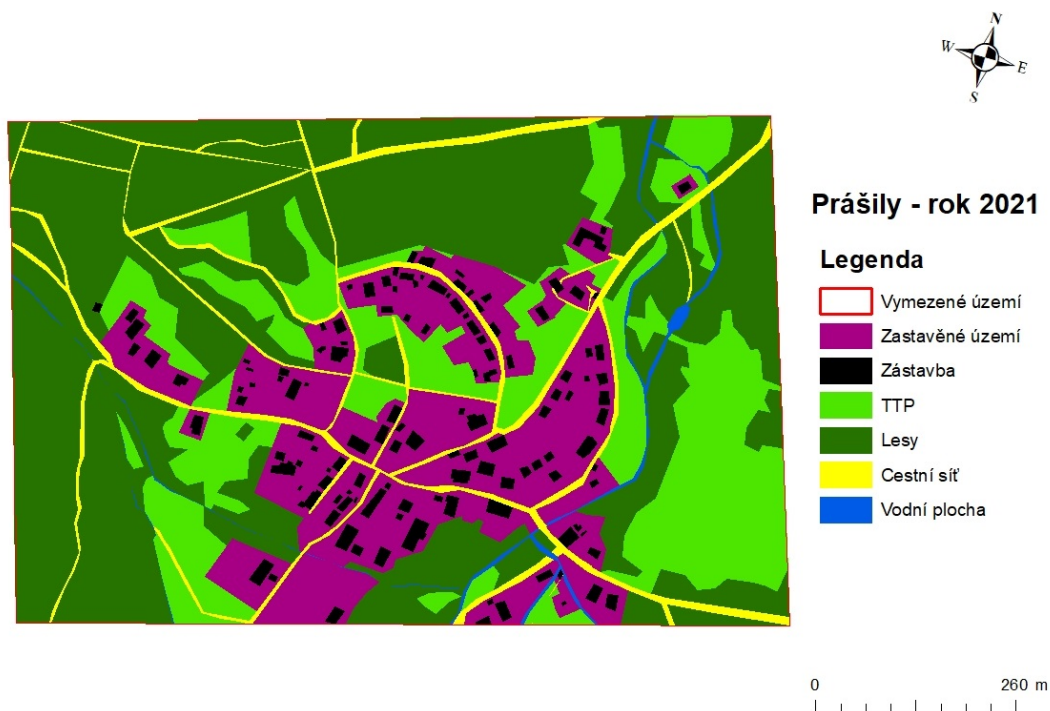 N
W
E
S
Prášily - rok 2021
Legenda
Vymezené území
Zastavěné území
Zástavba
TTP
Lesy
Cestní síť
Vodní plocha
0 260 m